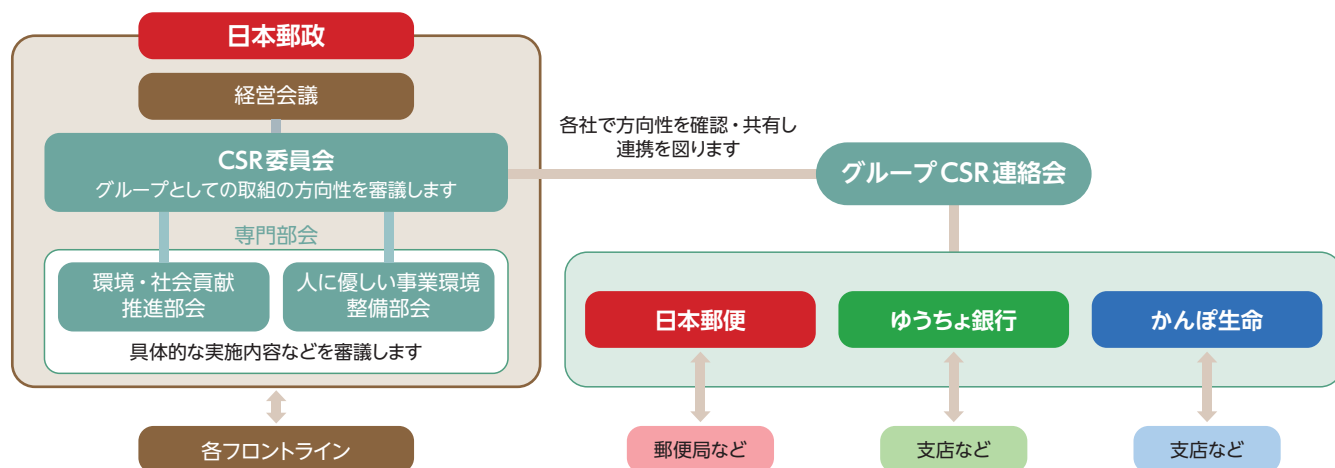 日本郵政
経営会議
CSR委員会
グループとしての取組の方向性を審議します
専門部会
環境・社会貢献
推進部会
人に優しい事業環境
整備部会
具体的な実施内容などを審議します
各フロントライン
各社で方向性を確認・共有し
連携を図ります
グループCSR連絡会
日本郵便
ゆうちょ銀行
かんぽ生命
郵便局など
支店など
支店など